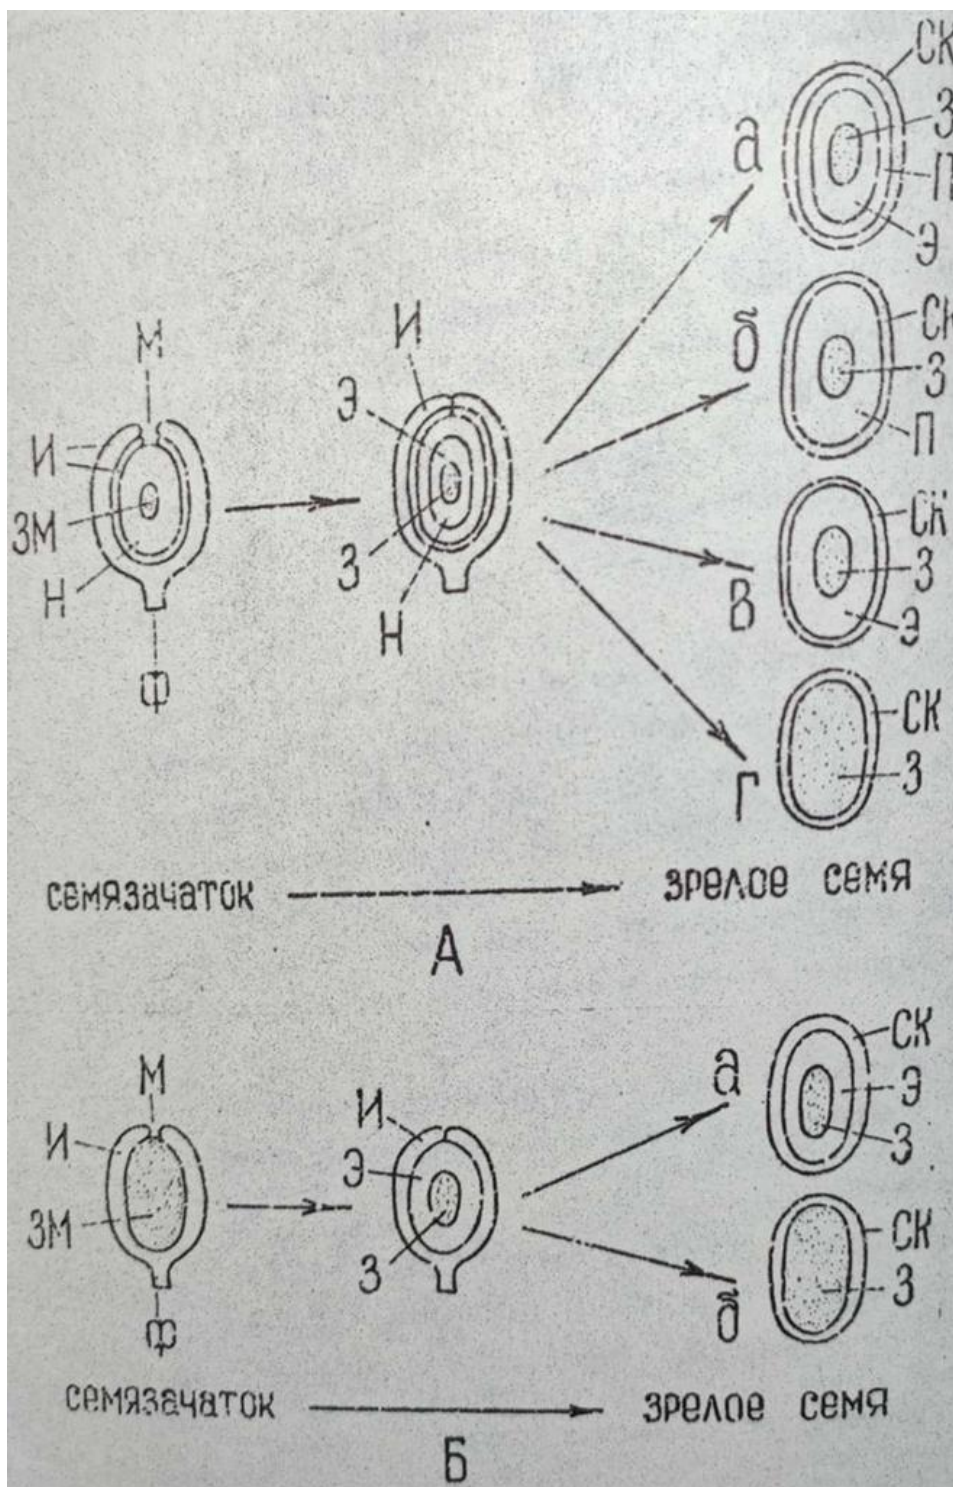 СК
З
а
П
Э
б
СК
З
П
М
И
Э
И
ЗМ
Н
З
Н
Ф
СК
З
В
Э
СК
З
Г
семязачаток
зрелое семя
А
М
И
ЗМ
Ф
И
Э
З
а
СК
Э
З
СК
З
б
семязачаток
зрелое семя
Б